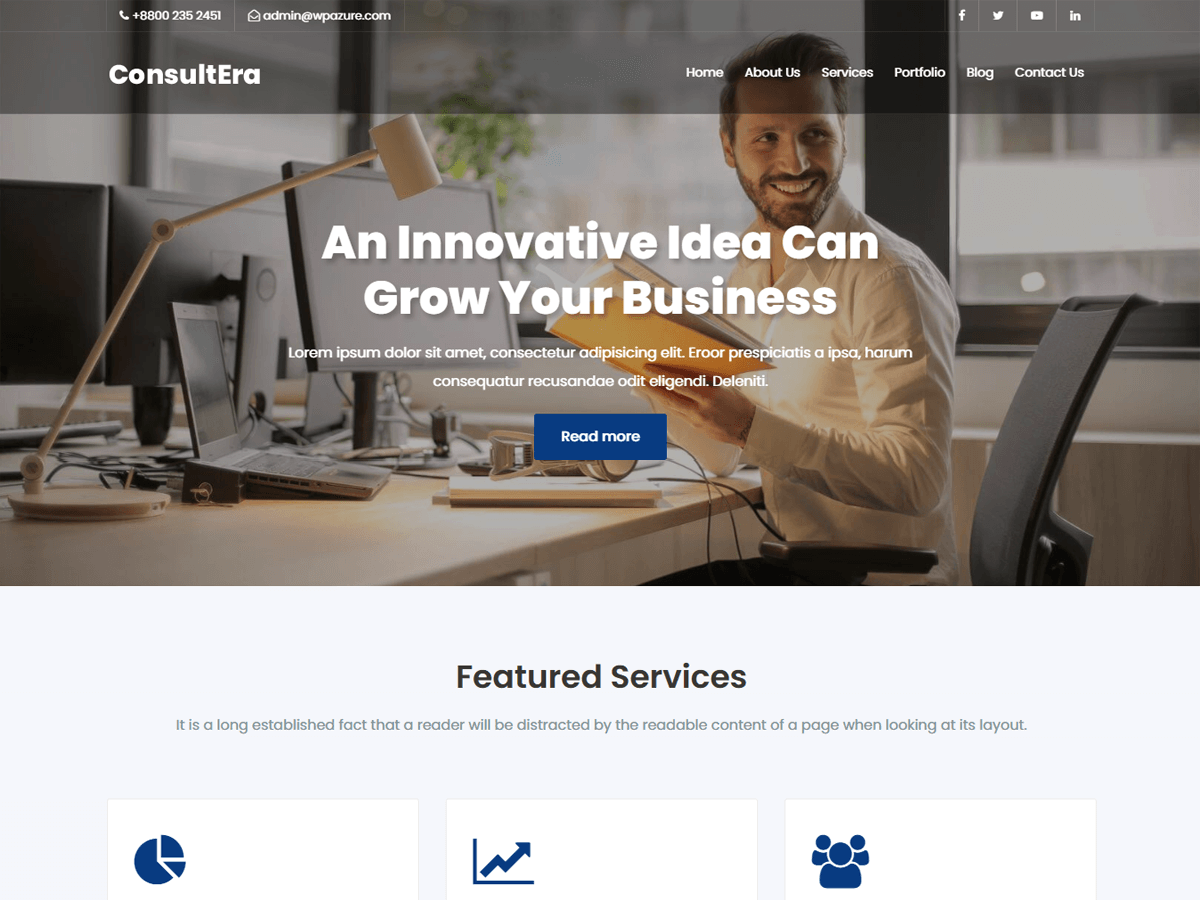 +8800 235 2451 admin@wpazure.com
ConsultEra
Home About Us Services Portfolio Blog Contact Us
An Innovative Idea Can
Grow Your Business
Lorem ipsum dolor sit amet, consectetur adipisicing elit. Eroor prespiciatis a ipsa, harum
consequatur recusandae odit eligendi. Deleniti.
Read more
Featured Services
It is a long established fact that a reader will be distracted by the readable content of a page when looking at its layout.